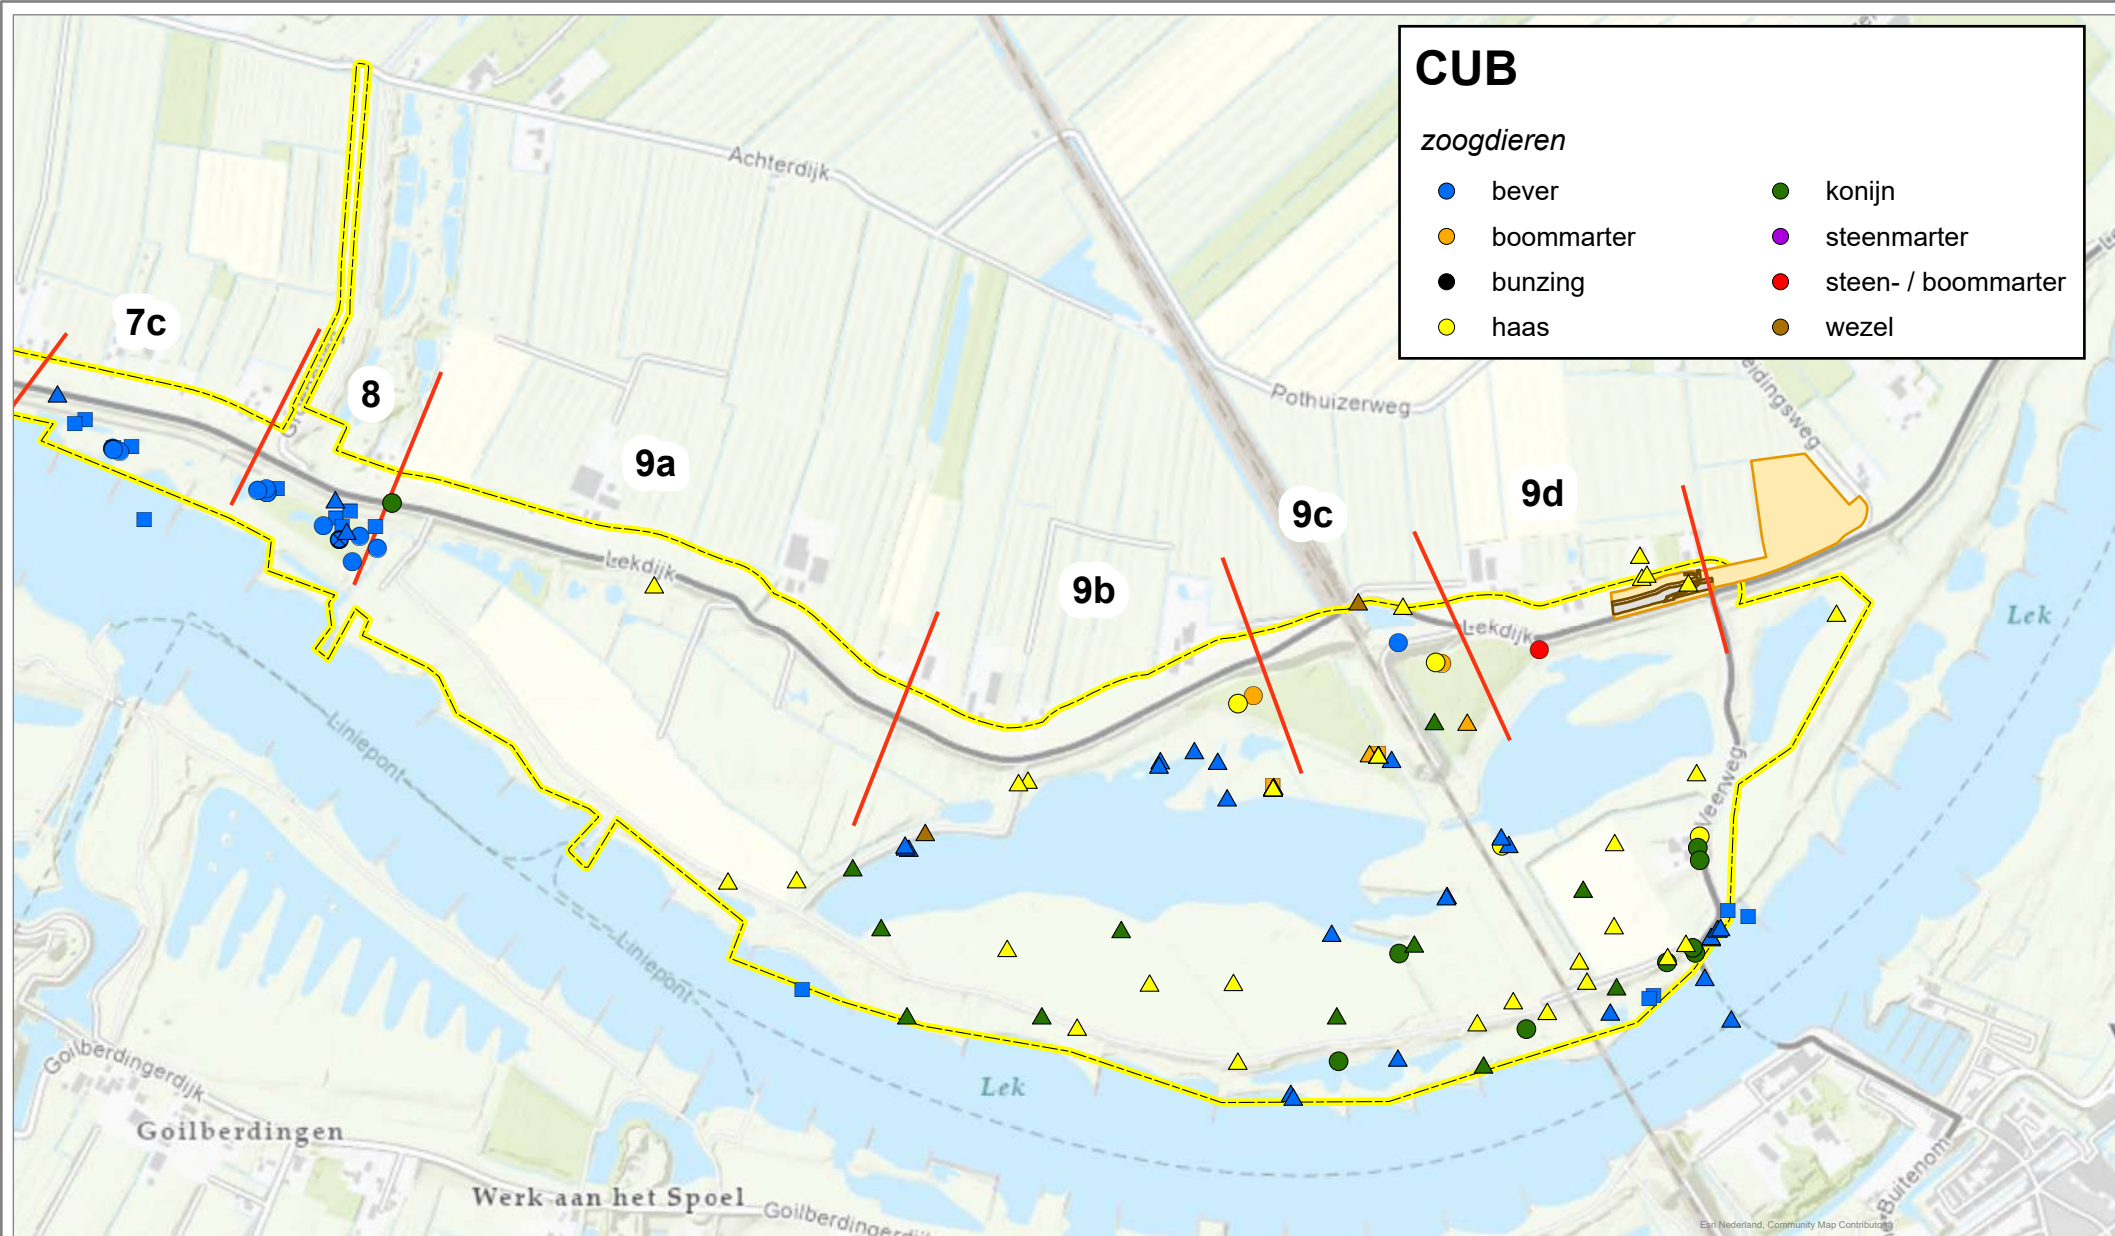 CUB
zoogdieren
bever
konijn
boommarter
steenmarter
bunzing
steen- / boommarter
haas
wezel
Achterdijk
7c
8
Pothuizerweg
eidingsweg
9a
9d
9c
Lekdijk
9b
Lekdijk
Lek
Liniepont
Veerweg
Liniepont
Goilberdingerdijk
Lek
Goilberdingen
Werk aan het Spoel
Goilberdingerdijk
Buitenom
Esri Nederland, Community Map Contributors